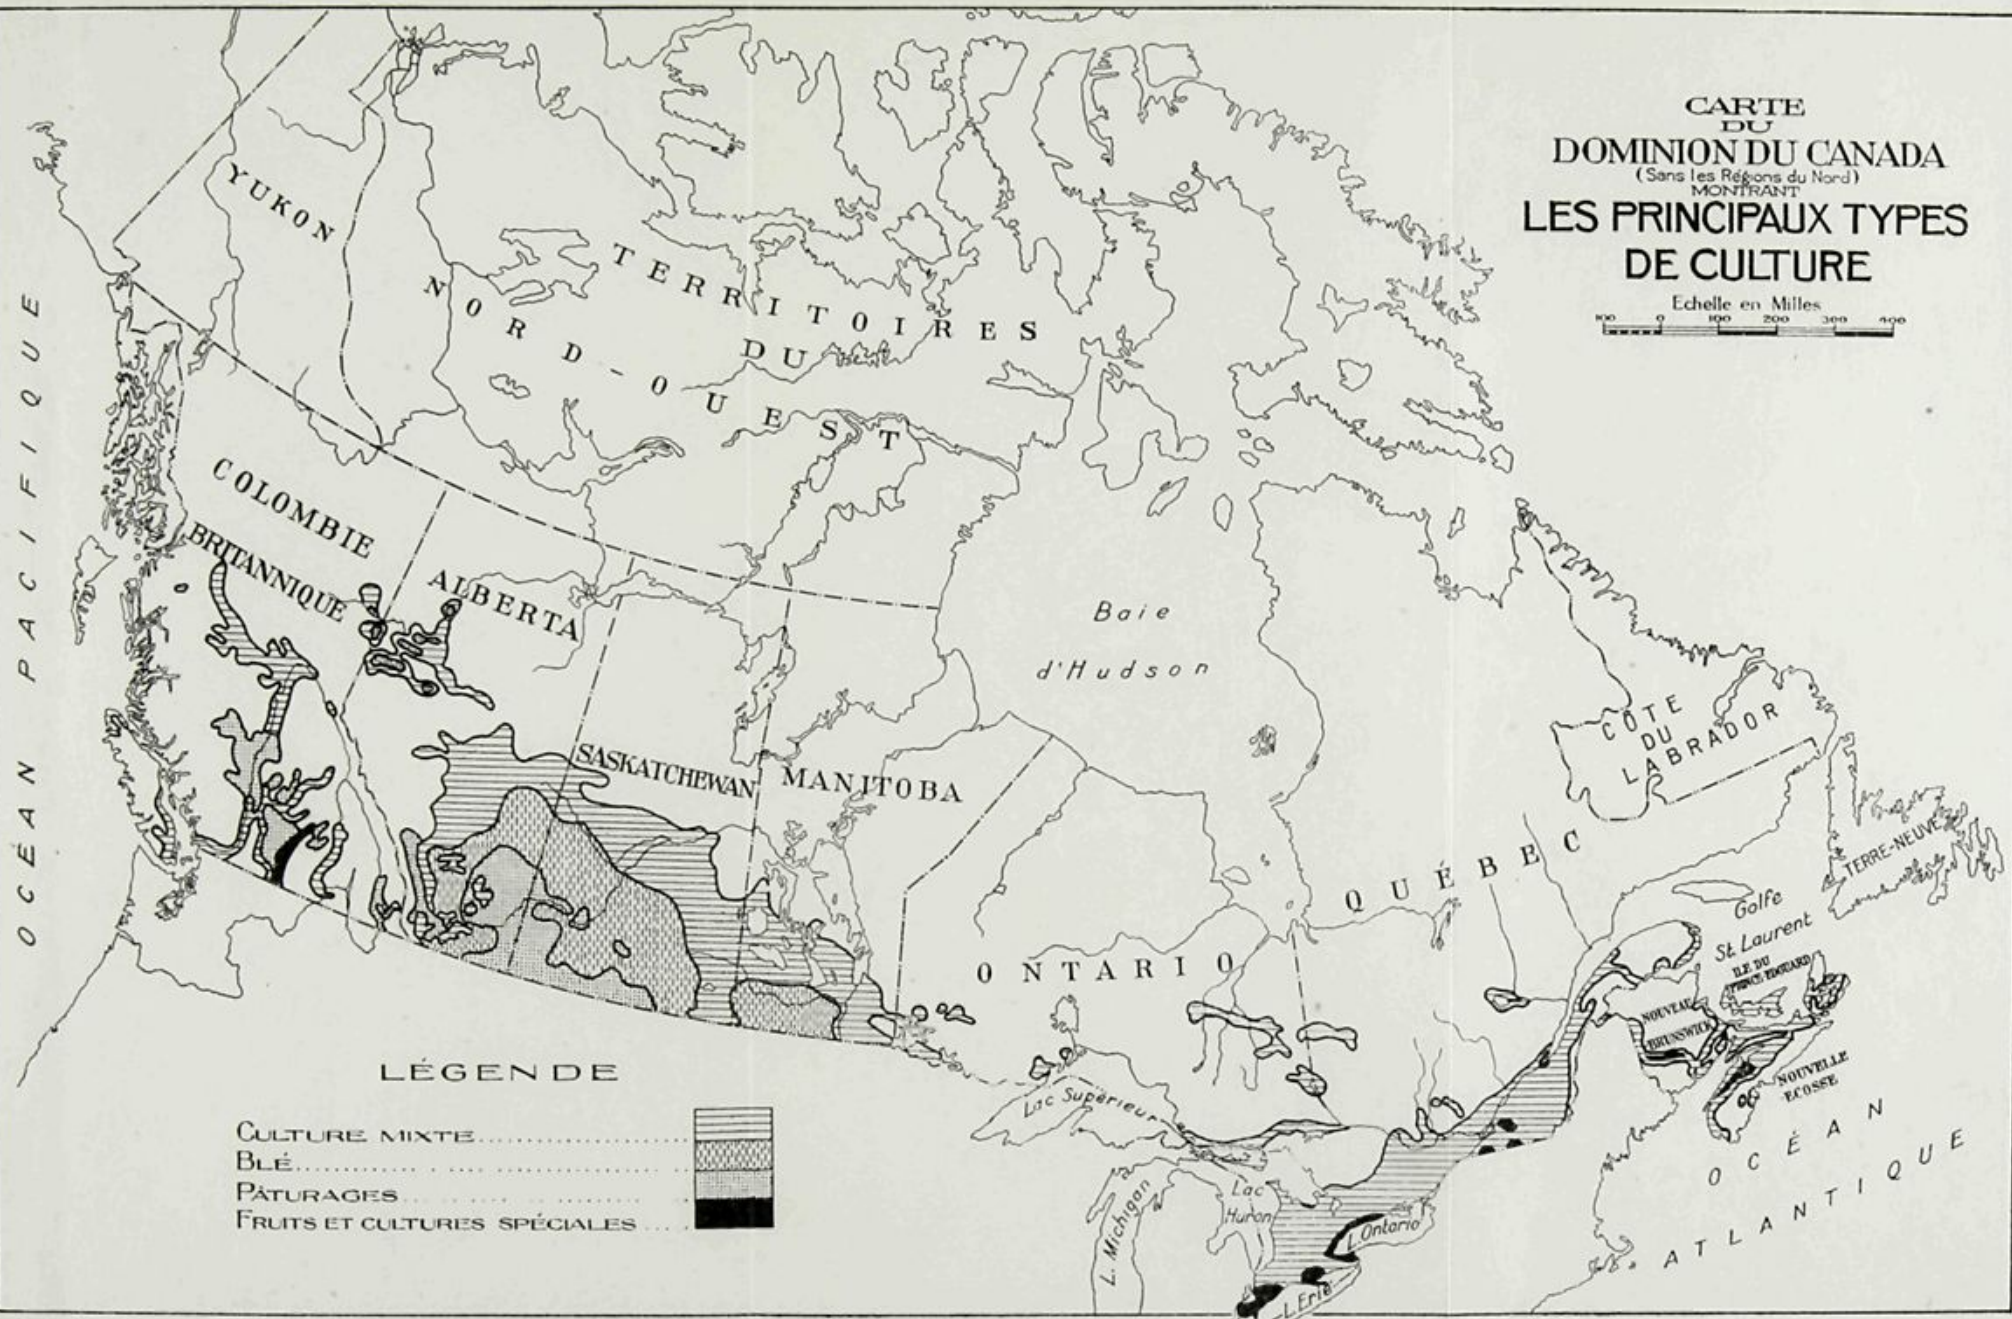 CARTE
DU
DOMINION DU CANADA
(Sans les Régions du Nord)
MONTRANT
LES PRINCIPAUX TYPES
DE CULTURE
Echelle en Milles
100 0 100 200 300 400
OCÉAN PACIFIQUE
YUKON
TERRITOIRES
DU
NORD-OUEST
COLOMBIE
BRITANNIQUE
ALBERTA
SASKATCHEWAN
MANITOBA
Baie
d'Hudson
ONTARIO
QUÉBEC
CÔTE
DU
LABRADOR
TERRE-NEUVE
Golfe
St Laurent
ILE DU
PRINCE EDOUARD
NOUVEAU
BRUNSWICK
NOUVELLE
ECOSSE
OCÉAN
ATLANTIQUE
Lac Supérieur
L. Michigan
Lac
Huron
L. Ontario
L. Erié
LÉGENDE
CULTURE MIXTE
BLÉ
PÂTURAGES
FRUITS ET CULTURES SPÉCIALES